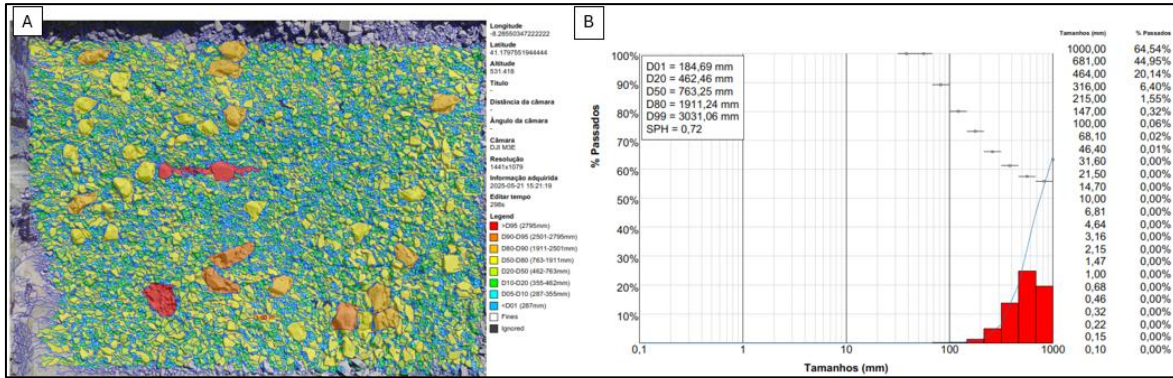 A
Longitude
-8.28550347222222
Latitude
41.1797551944444
Altitude
531.418
Título
-
Distância da câmara
-
Ângulo da câmara
-
Câmara
DJI M3E
Resolução
1441x1079
Informação adquirida
2025-05-21 15:21:19
Editar tempo
298s
Legend
>D95 (2795mm)
D90-D95 (2501-2795mm)
D80-D90 (1911-2501mm)
D50-D80 (763-1911mm)
D20-D50 (462-763mm)
D10-D20 (355-462mm)
D05-D10 (287-355mm)
<D01 (287mm)
Fines
Ignored
B
D01 = 184,69 mm
D20 = 462,46 mm
D50 = 763,25 mm
D80 = 1911,24 mm
D99 = 3031,06 mm
SPH = 0,72
% Passados
100%
90%
80%
70%
60%
50%
40%
30%
20%
10%
0,1 1 10 100 1000
Tamanhos (mm)
Tamanhos (mm) % Passados
1000,00 64,54%
681,00 44,95%
464,00 20,14%
316,00 6,40%
215,00 1,55%
147,00 0,32%
100,00 0,06%
68,10 0,02%
46,40 0,01%
31,60 0,00%
21,50 0,00%
14,70 0,00%
10,00 0,00%
6,81 0,00%
4,64 0,00%
3,16 0,00%
2,15 0,00%
1,47 0,00%
1,00 0,00%
0,68 0,00%
0,46 0,00%
0,32 0,00%
0,22 0,00%
0,15 0,00%
0,10 0,00%